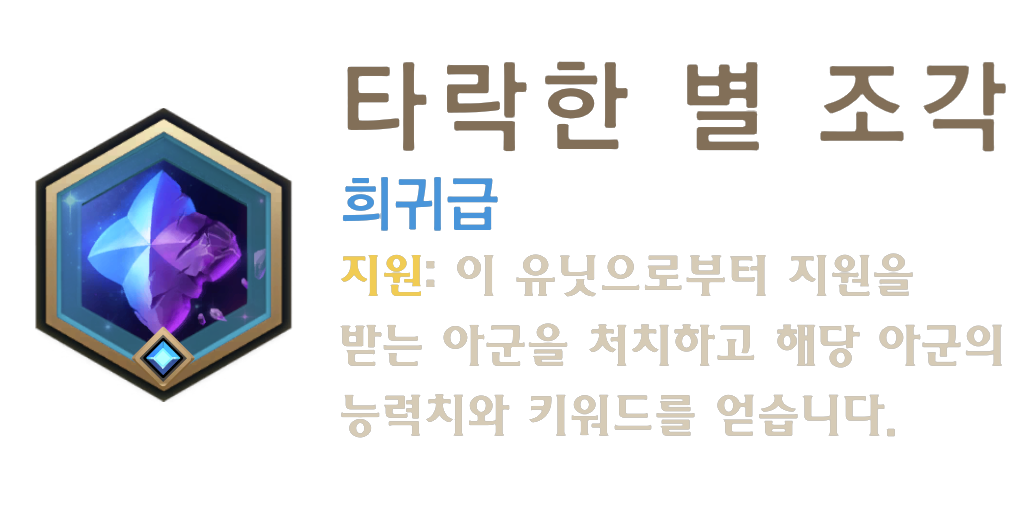 타락한 별 조각
희귀급
지원: 이 유닛으로부터 지원을
받는 아군을 처치하고 해당 아군의
능력치와 키워드를 얻습니다.